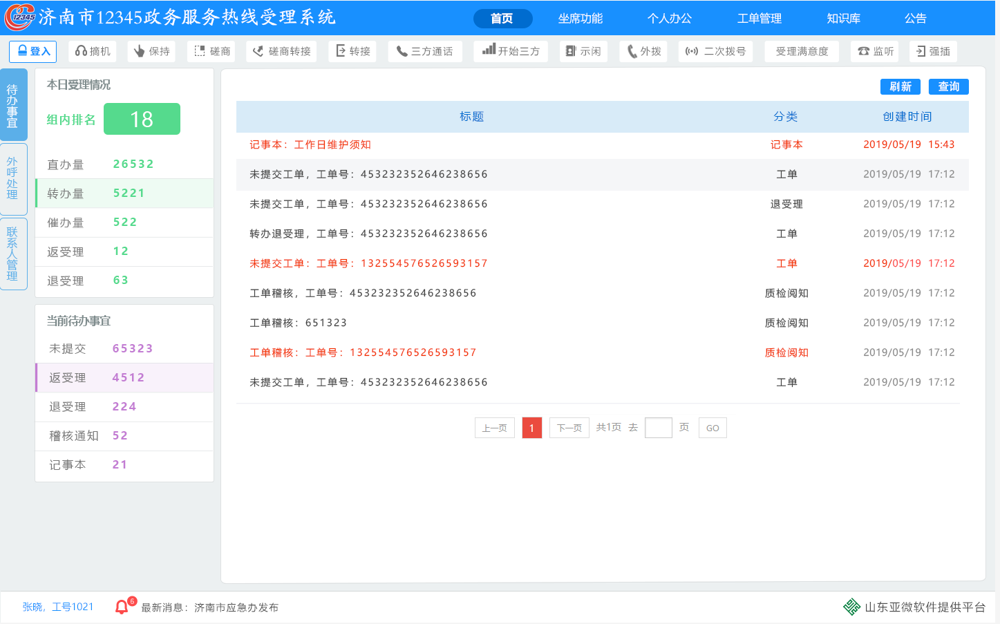 12345 济南市12345政务服务热线受理系统 首页 坐席功能 个人办公 工单管理 知识库 公告
登入 摘机 保持 磋商 磋商转接 转接 三方通话 开始三方 示闲 外拨 二次拨号 受理满意度 监听 强插
待办事宜
外呼处理
联系人管理
本日受理情况
组内排名 18
直办量 26532
转办量 5221
催办量 522
返受理 12
退受理 63
当前待办事宜
未提交 65323
返受理 4512
退受理 224
稽核通知 52
记事本 21
刷新 查询
标题 分类 创建时间
记事本：工作日维护须知 记事本 2019/05/19 15:43
未提交工单，工单号：453232352646238656 工单 2019/05/19 17:12
未提交工单，工单号：453232352646238656 退受理 2019/05/19 17:12
转办退受理，工单号：453232352646238656 工单 2019/05/19 17:12
未提交工单：工单号：132554576526593157 工单 2019/05/19 17:12
工单稽核，工单号：453232352646238656 质检阅知 2019/05/19 17:12
工单稽核：651323 质检阅知 2019/05/19 17:12
工单稽核：工单号：132554576526593157 质检阅知 2019/05/19 17:12
未提交工单，工单号：453232352646238656 工单 2019/05/19 17:12
上一页 1 下一页 共1页 去 页 GO
张晓，工号1021 6 最新消息：济南市应急办发布 山东亚微软件提供平台